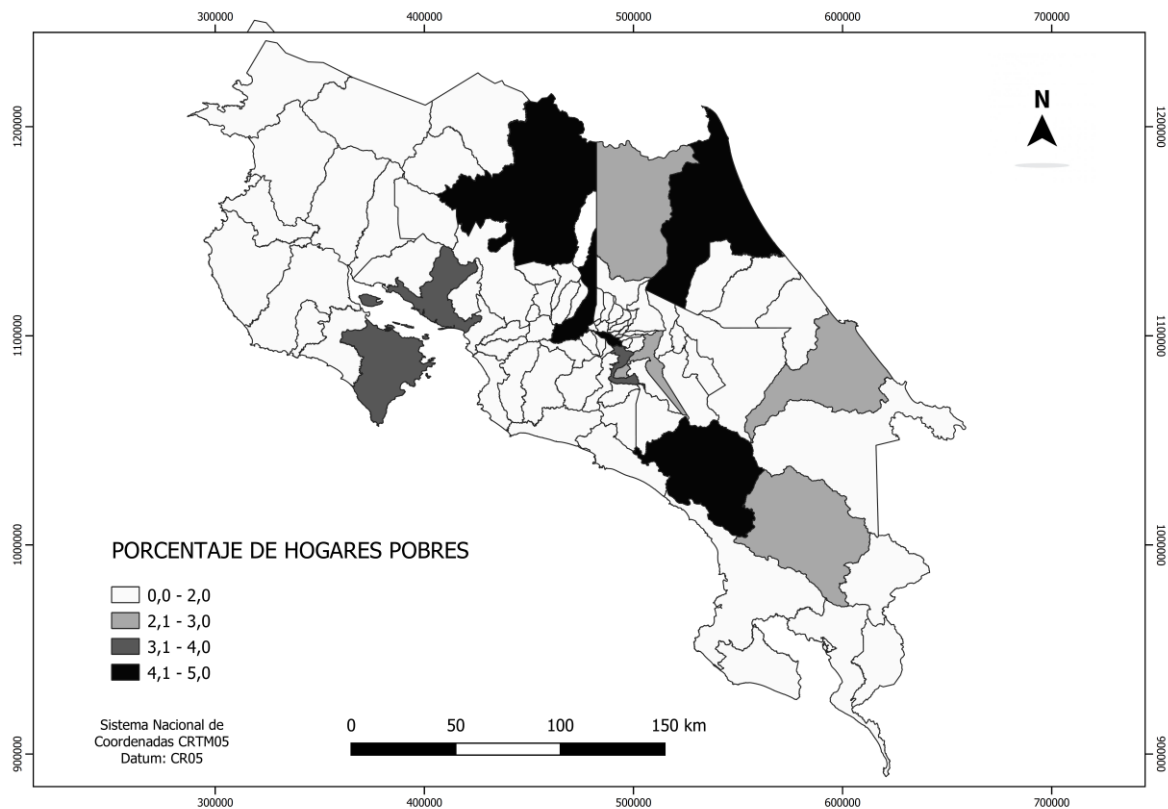 300000 400000 500000 600000 700000
N
1200000 1200000
1100000 1100000
PORCENTAJE DE HOGARES POBRES
1000000 1000000
0,0 - 2,0
2,1 - 3,0
3,1 - 4,0
4,1 - 5,0
Sistema Nacional de
Coordenadas CRTM05
Datum: CR05
0 50 100 150 km
900000 900000
300000 400000 500000 600000 700000